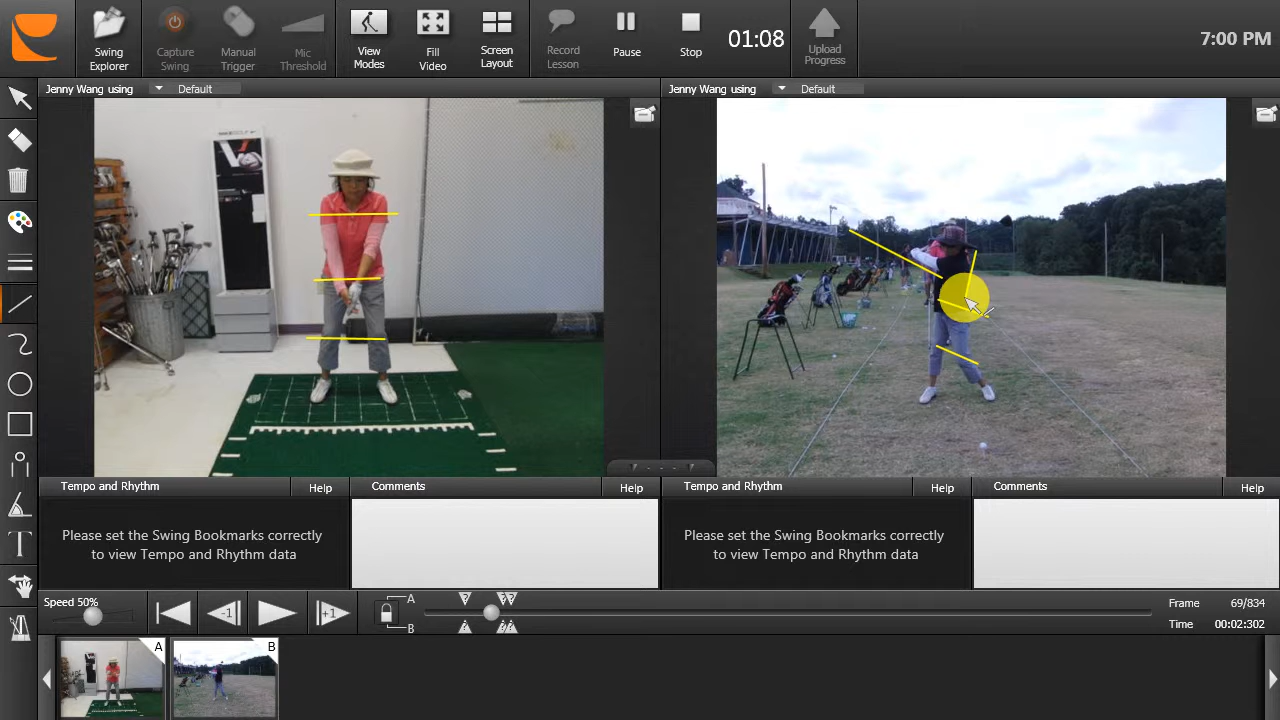 Swing
Explorer
Capture
Swing
Manual
Trigger
Mic
Threshold
View
Modes
Fill
Video
Screen
Layout
Record
Lesson
Pause
Stop
01:08
Upload
Progress
7:00 PM
Jenny Wang using
Default
Jenny Wang using
Default
Tempo and Rhythm
Help
Comments
Help
Tempo and Rhythm
Help
Comments
Help
Please set the Swing Bookmarks correctly
to view Tempo and Rhythm data
Please set the Swing Bookmarks correctly
to view Tempo and Rhythm data
Speed 50%
-1
+1
A
B
? ? ?
? ? ?
Frame 69/834
Time 00:02:302
A
B
T